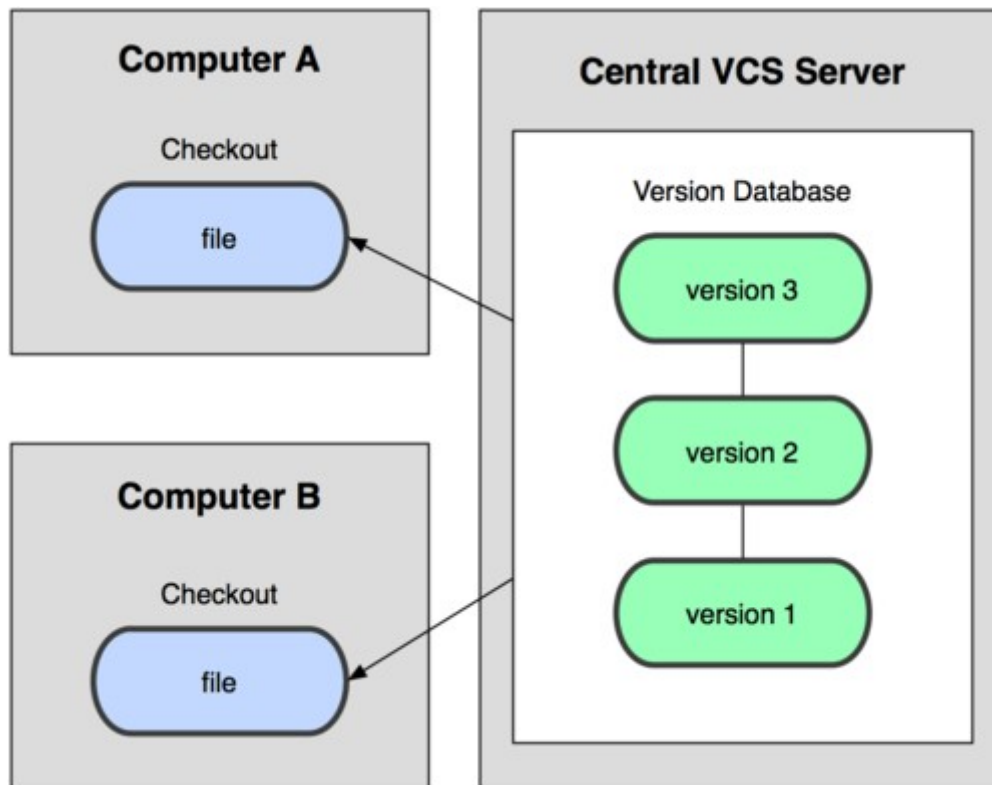 Computer A
Checkout
file
Computer B
Checkout
file
Central VCS Server
Version Database
version 3
version 2
version 1